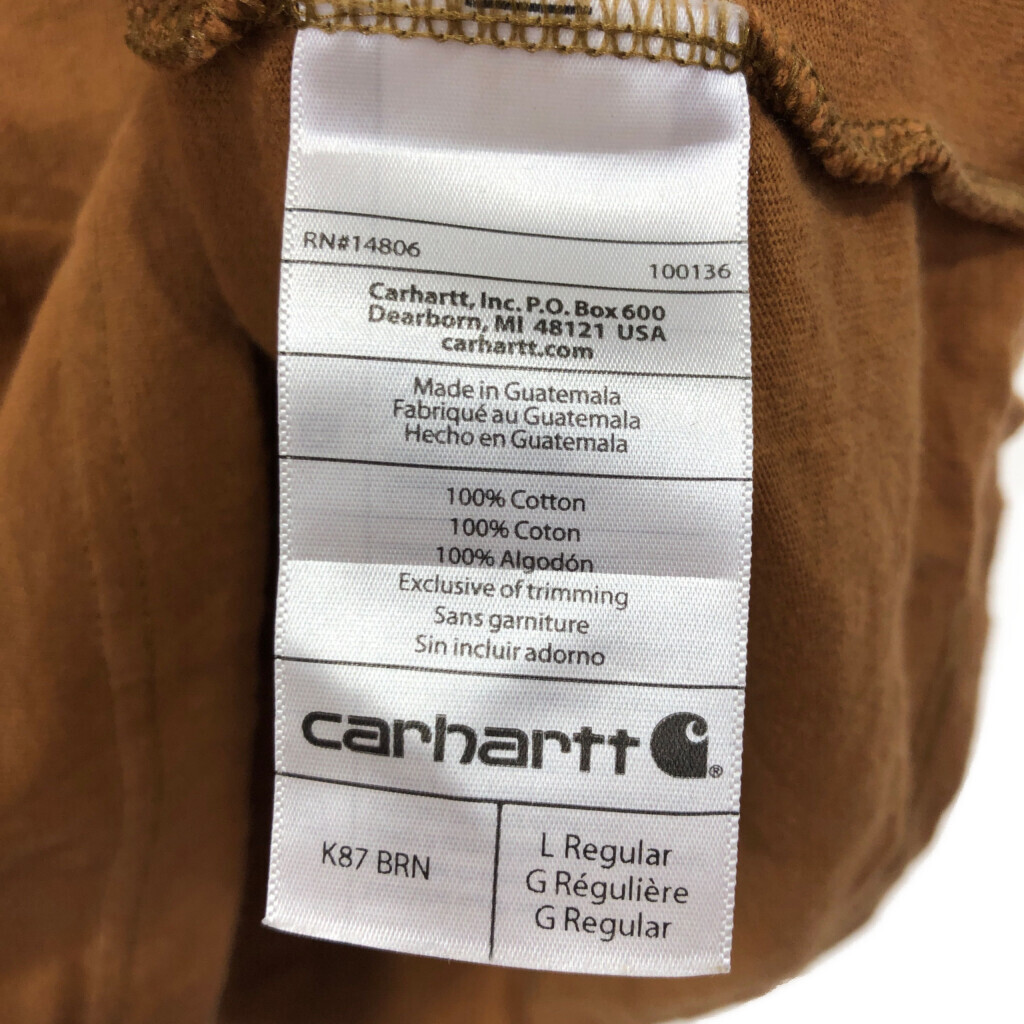 RN#14806
100136
Carhartt, Inc. P.O. Box 600
Dearborn, MI 48121 USA
carhartt.com
Made in Guatemala
Fabriqué au Guatemala
Hecho en Guatemala
100% Cotton
100% Coton
100% Algodón
Exclusive of trimming
Sans garniture
Sin incluir adorno
carhartt ®
K87 BRN
L Regular
G Régulière
G Regular